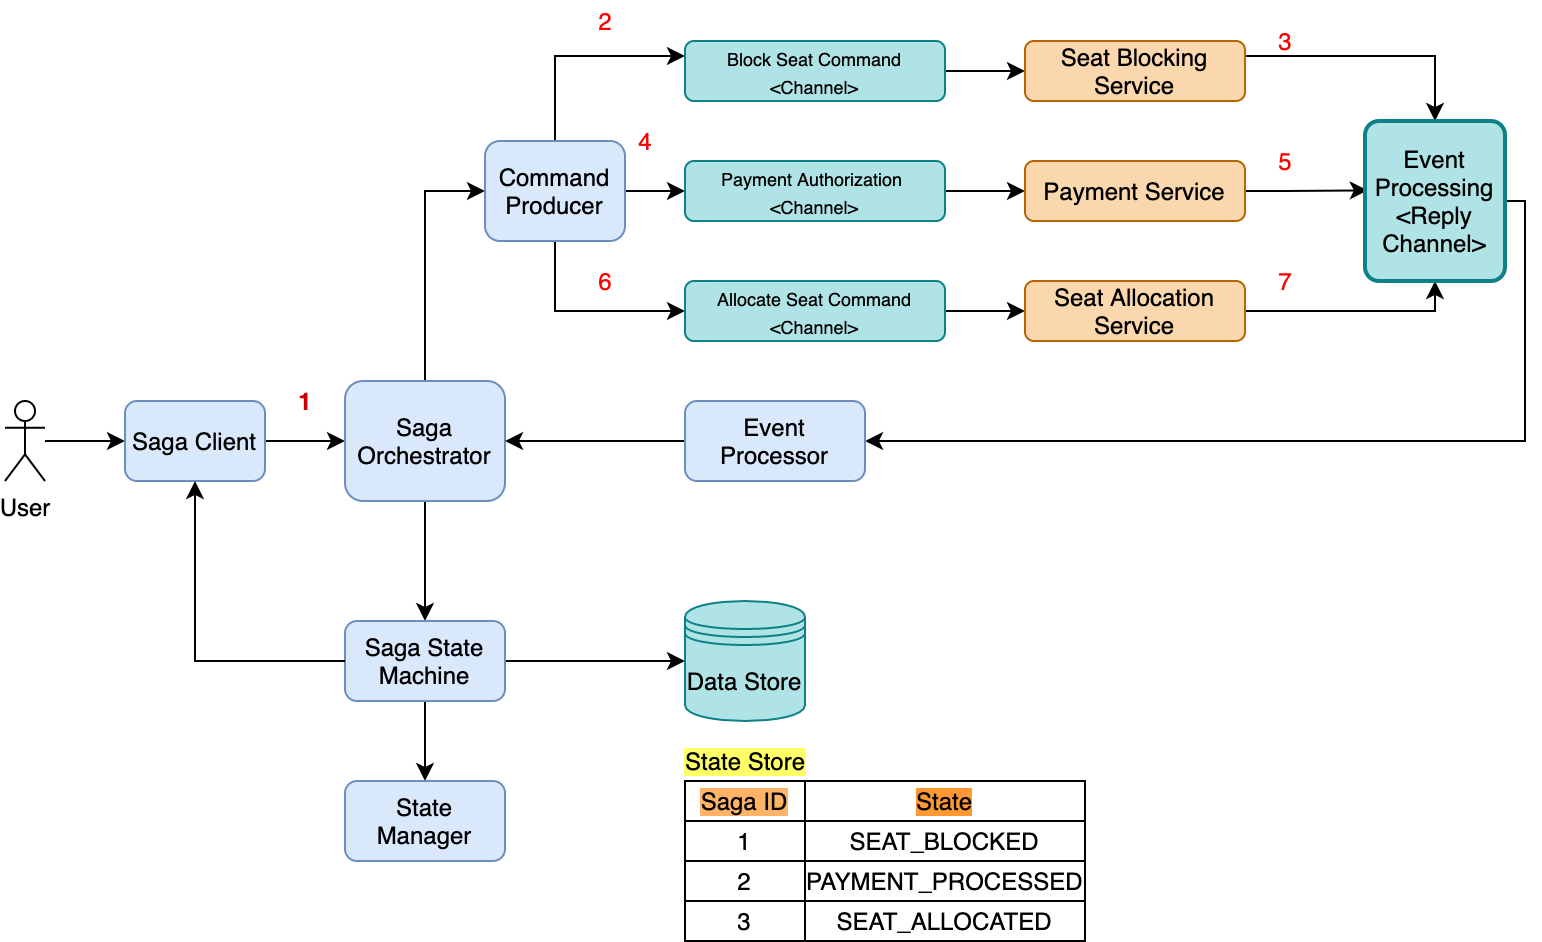 2
Block Seat Command
<Channel>
Seat Blocking
Service
3
4
Command
Producer
Payment Authorization
<Channel>
Payment Service
5
Event
Processing
<Reply
Channel>
6
Allocate Seat Command
<Channel>
Seat Allocation
Service
7
User
Saga Client
1
Saga
Orchestrator
Event
Processor
Saga State
Machine
Data Store
State
Manager
State Store
Saga ID State
1 SEAT_BLOCKED
2 PAYMENT_PROCESSED
3 SEAT_ALLOCATED